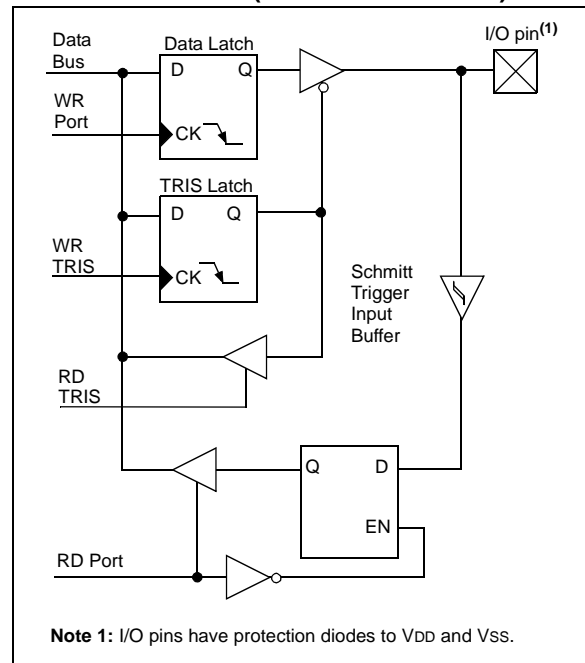 Data
Bus
Data Latch
I/O pin(1)
D Q
WR
Port
CK
TRIS Latch
D Q
WR
TRIS
CK
Schmitt
Trigger
Input
Buffer
RD
TRIS
Q D
EN
RD Port
Note 1: I/O pins have protection diodes to VDD and VSS.